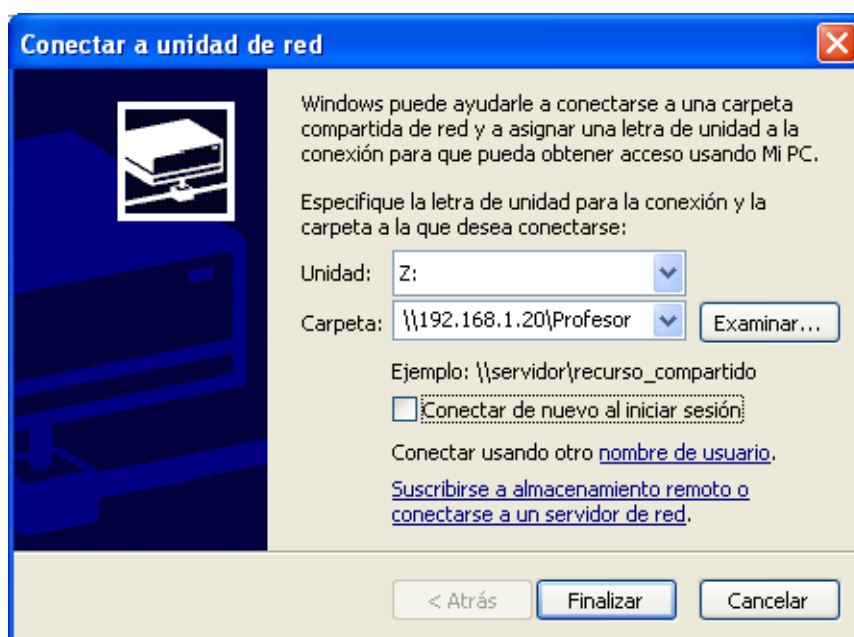 Conectar a unidad de red
Windows puede ayudarle a conectarse a una carpeta
compartida de red y a asignar una letra de unidad a la
conexión para que pueda obtener acceso usando Mi PC.
Especifique la letra de unidad para la conexión y la
carpeta a la que desea conectarse:
Unidad: Z:
Carpeta: \\192.168.1.20\Profesor Examinar...
Ejemplo: \\servidor\recurso_compartido
Conectar de nuevo al iniciar sesión
Conectar usando otro nombre de usuario.
Suscribirse a almacenamiento remoto o
conectarse a un servidor de red.
< Atrás Finalizar Cancelar